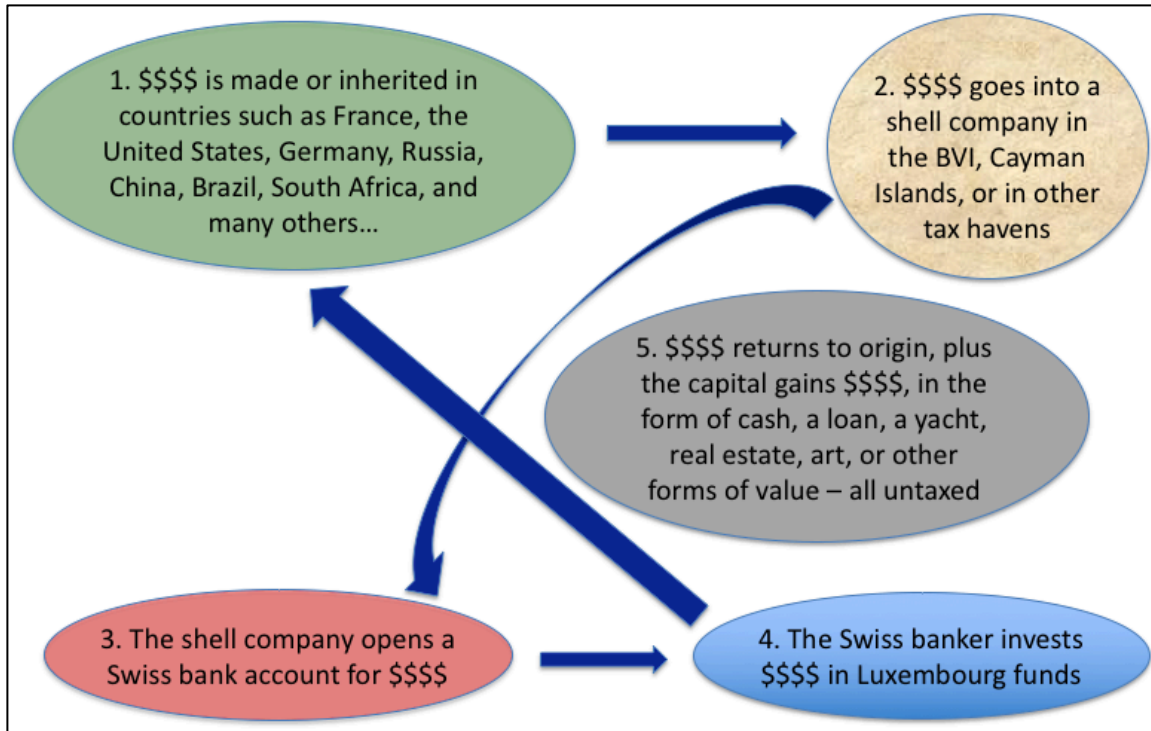 1. $$$$ is made or inherited in
countries such as France, the
United States, Germany, Russia,
China, Brazil, South Africa, and
many others…
2. $$$$ goes into a
shell company in
the BVI, Cayman
Islands, or in other
tax havens
3. The shell company opens a
Swiss bank account for $$$$
4. The Swiss banker invests
$$$$ in Luxembourg funds
5. $$$$ returns to origin, plus
the capital gains $$$$, in the
form of cash, a loan, a yacht,
real estate, art, or other
forms of value – all untaxed